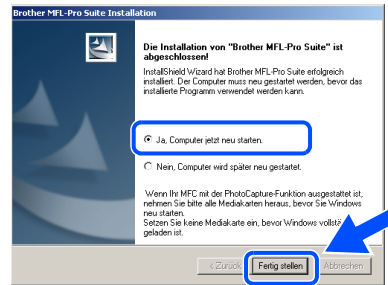 Brother MFL-Pro Suite Installation
Die Installation von "Brother MFL-Pro Suite" ist
abgeschlossen!
InstallShield Wizard hat Brother MFL-Pro Suite erfolgreich
installiert. Der Computer muss neu gestartet werden, bevor das
installierte Programm verwendet werden kann.
Ja, Computer jetzt neu starten.
Nein, Computer wird später neu gestartet.
Wenn Ihr MFC mit der PhotoCapture-Funktion ausgestattet ist,
nehmen Sie bitte alle Mediakarten heraus, bevor Sie Windows
neu starten.
Setzen Sie keine Mediakarte ein, bevor Windows
geladen ist.
< Zurück Fertig stellen Abbrechen